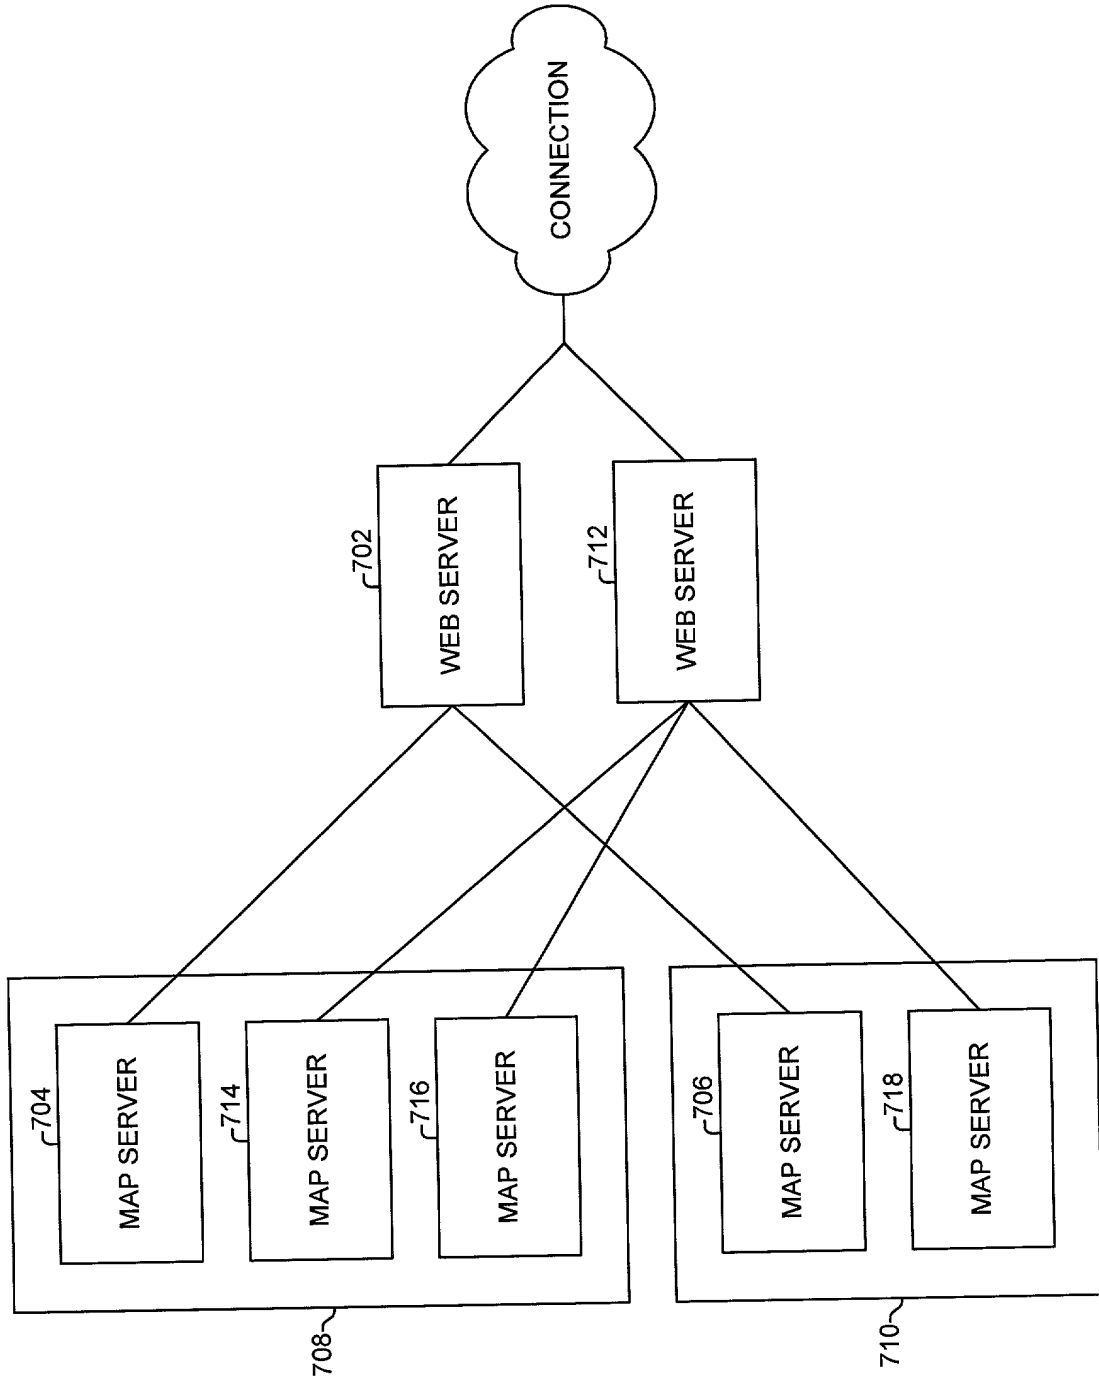 708
704
MAP SERVER
714
MAP SERVER
716
MAP SERVER
710
706
MAP SERVER
718
MAP SERVER
702
WEB SERVER
712
WEB SERVER
CONNECTION